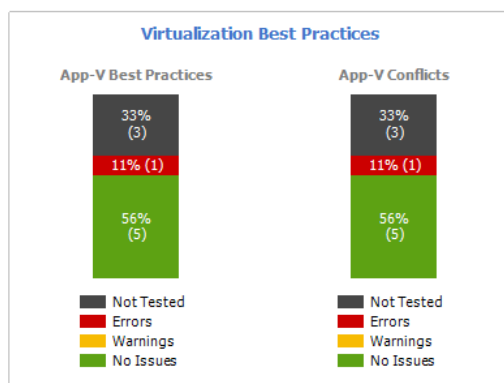 Virtualization Best Practices
App-V Best Practices
33%
(3)
11% (1)
56%
(5)
Not Tested
Errors
Warnings
No Issues
App-V Conflicts
33%
(3)
11% (1)
56%
(5)
Not Tested
Errors
Warnings
No Issues